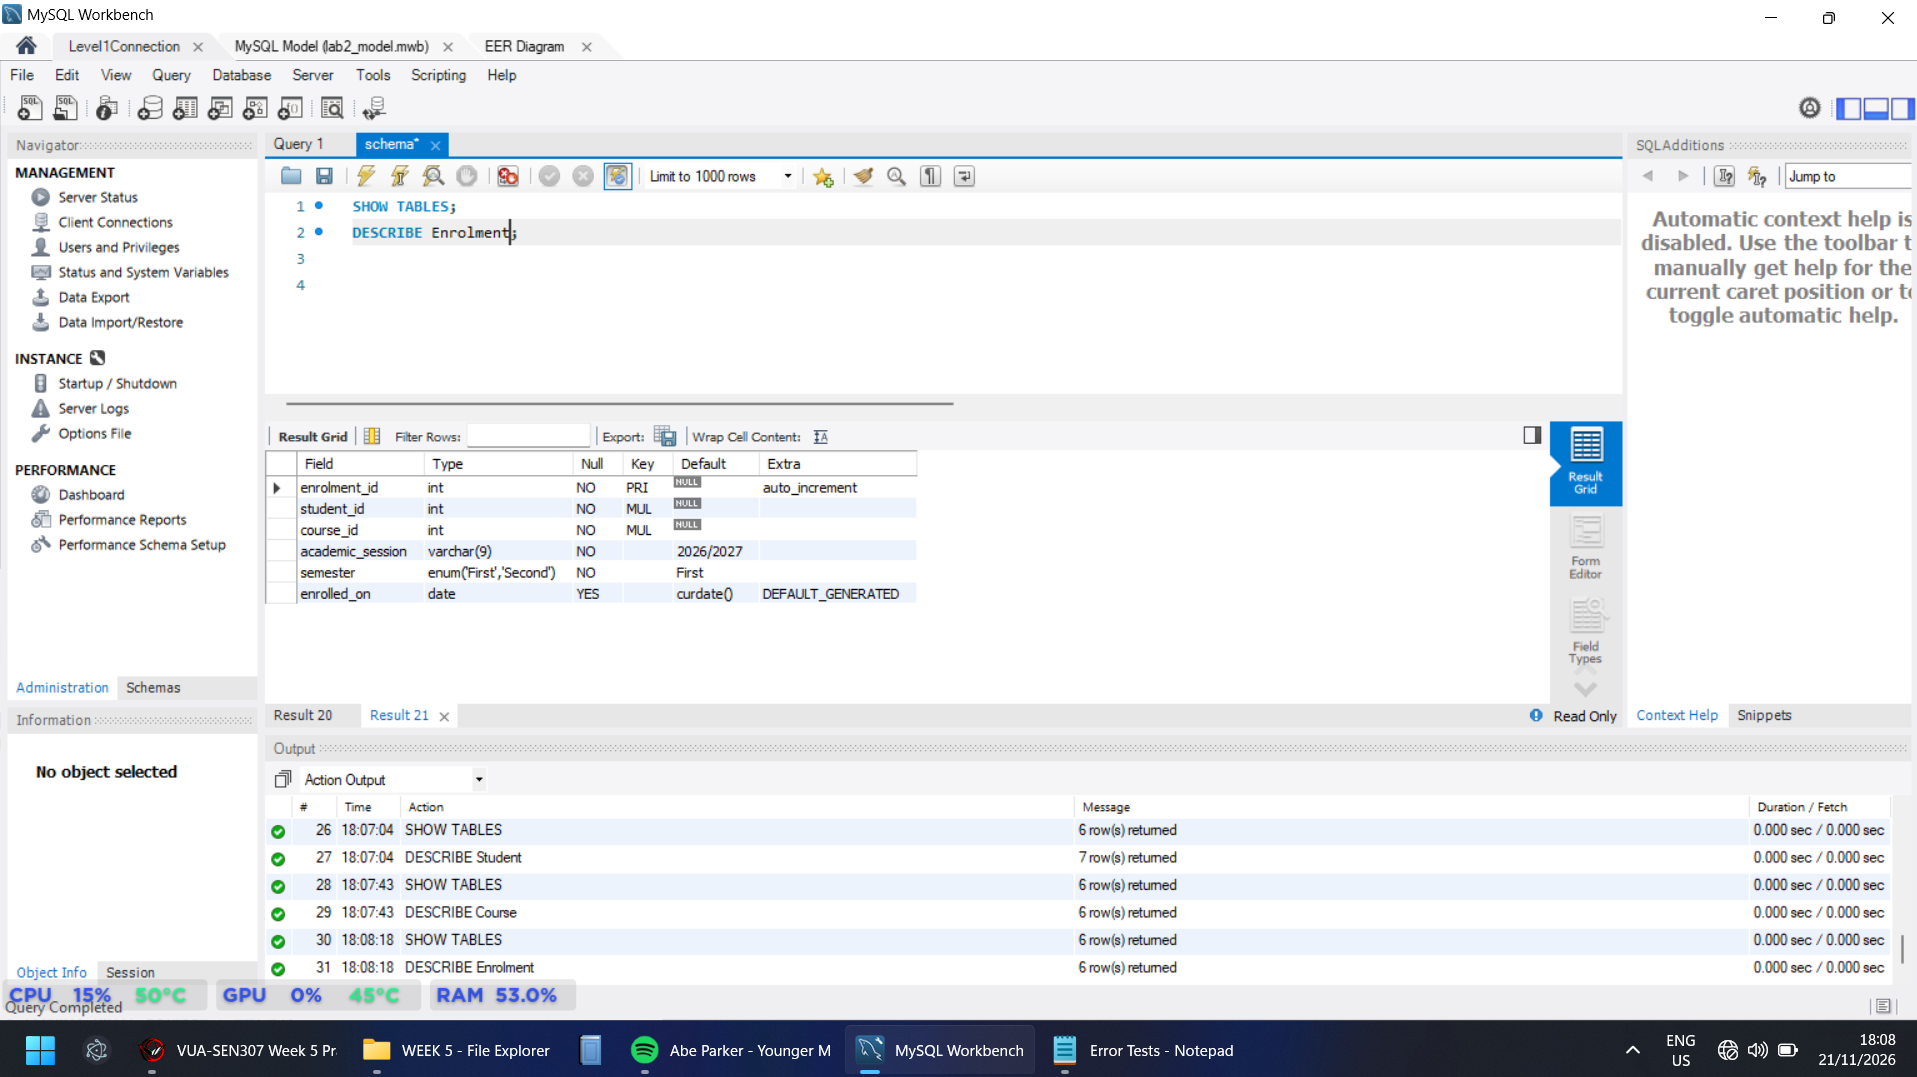 MySQL Workbench
Level1Connection
MySQL Model (lab2_model.mwb)
EER Diagram
File Edit View Query Database Server Tools Scripting Help
Navigator
MANAGEMENT
Server Status
Client Connections
Users and Privileges
Status and System Variables
Data Export
Data Import/Restore
INSTANCE
Startup / Shutdown
Server Logs
Options File
PERFORMANCE
Dashboard
Performance Reports
Performance Schema Setup
Administration Schemas
Information
No object selected
Object Info Session
Query 1 schema*
Limit to 1000 rows
1 SHOW TABLES;
2 DESCRIBE Enrolment;
3
4
Result Grid Filter Rows: Export: Wrap Cell Content:
Field Type Null Key Default Extra
enrolment_id int NO PRI NULL auto_increment
student_id int NO MUL NULL
course_id int NO MUL NULL
academic_session varchar(9) NO 2026/2027
semester enum('First','Second') NO First
enrolled_on date YES curdate() DEFAULT_GENERATED
Result Grid
Form Editor
Field Types
Result 20 Result 21
Read Only
SQLAdditions
Jump to
Automatic context help is
disabled. Use the toolbar t
manually get help for the
current caret position or to
toggle automatic help.
Context Help Snippets
Output
Action Output
# Time Action Message Duration / Fetch
26 18:07:04 SHOW TABLES 6 row(s) returned 0.000 sec / 0.000 sec
27 18:07:04 DESCRIBE Student 7 row(s) returned 0.000 sec / 0.000 sec
28 18:07:43 SHOW TABLES 6 row(s) returned 0.000 sec / 0.000 sec
29 18:07:43 DESCRIBE Course 6 row(s) returned 0.000 sec / 0.000 sec
30 18:08:18 SHOW TABLES 6 row(s) returned 0.000 sec / 0.000 sec
31 18:08:18 DESCRIBE Enrolment 6 row(s) returned 0.000 sec / 0.000 sec
CPU 15% 50°C GPU 0% 45°C RAM 53.0%
Query Completed
VUA-SEN307 Week 5 Pr
WEEK 5 - File Explorer
Abe Parker - Younger M
MySQL Workbench
Error Tests - Notepad
ENG
US
18:08
21/11/2026